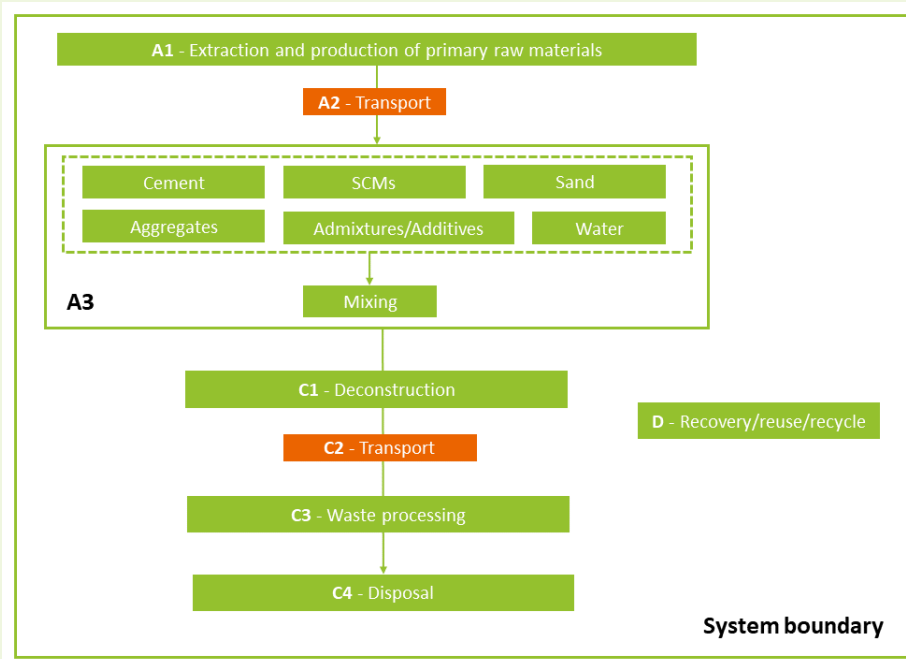 A1 - Extraction and production of primary raw materials
A2 - Transport
Cement
SCMs
Sand
Aggregates
Admixtures/Additives
Water
A3
Mixing
C1 - Deconstruction
D - Recovery/reuse/recycle
C2 - Transport
C3 - Waste processing
C4 - Disposal
System boundary